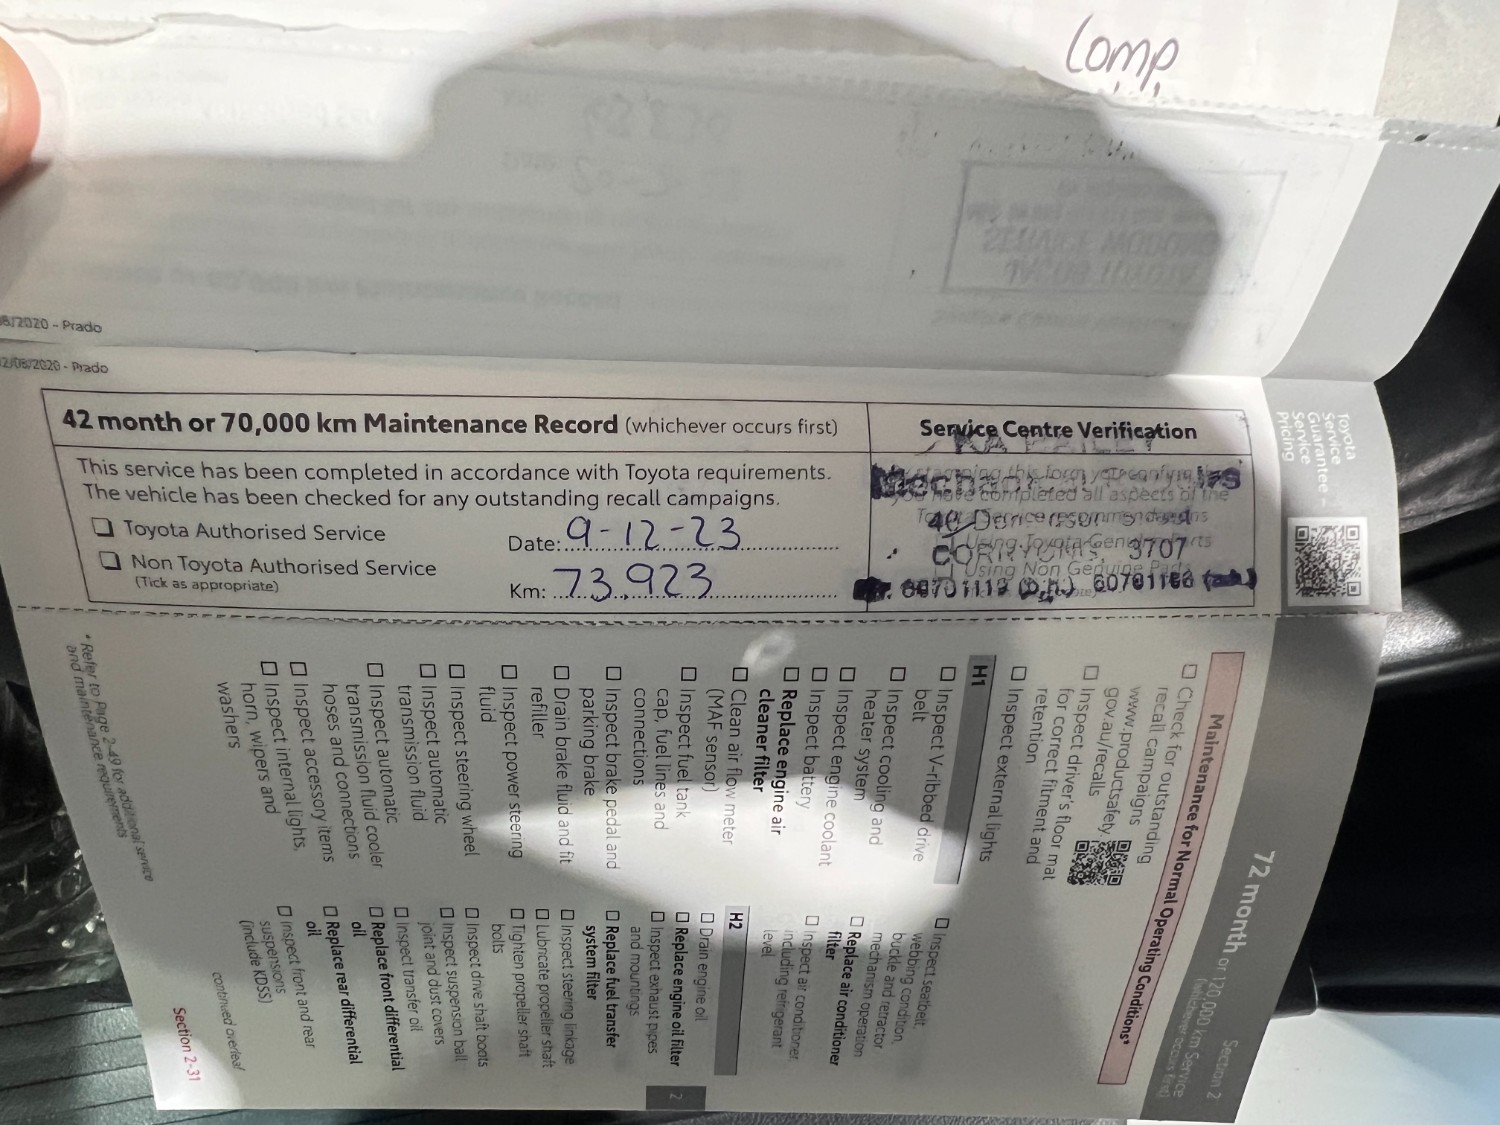 Comp
8/2020 - Prado
2/08/2020 - Prado
42 month or 70,000 km Maintenance Record (whichever occurs first)
This service has been completed in accordance with Toyota requirements.
The vehicle has been checked for any outstanding recall campaigns.
Toyota Authorised Service
Non Toyota Authorised Service
(Tick as appropriate)
Date: 9-12-23
Km: 73,923
Service Centre Verification
By stamping this form you confirm
you have completed all aspects of the
Using Toyota Genuine Parts
Using Non Genuine Parts
CORRYONG 3707
60701166
Toyota
Service
Guarantee -
Service
Pricing
Section 2
72 month or 120,000 km Service
(whichever occurs first)
Maintenance for Normal Operating Conditions*
Check for outstanding
recall campaigns
www.productsafety.
gov.au/recalls
Inspect driver's floor mat
for correct fitment and
retention
Inspect external lights
H1
Inspect V-ribbed drive
belt
Inspect cooling and
heater system
Inspect engine coolant
Inspect battery
Replace engine air
cleaner filter
Clean air flow meter
(MAF sensor)
Inspect fuel tank
cap, fuel lines and
connections
Inspect brake pedal and
parking brake
Drain brake fluid and fit
refiller
Inspect power steering
fluid
Inspect steering wheel
Inspect automatic
transmission fluid
Inspect automatic
transmission fluid cooler
hoses and connections
Inspect accessory items
Inspect internal lights,
horn, wipers and
washers
Inspect seatbelt
webbing condition,
buckle and retractor
mechanism operation
Replace air conditioner
filter
Inspect air conditioner,
including refrigerant
level
H2
Drain engine oil
Replace engine oil filter
Inspect exhaust pipes
and mountings
Replace fuel transfer
system filter
Inspect steering linkage
Lubricate propeller shaft
Tighten propeller shaft
bolts
Inspect drive shaft boots
Inspect suspension ball
joint and dust covers
Inspect transfer oil
Replace front differential
oil
Replace rear differential
oil
Inspect front and rear
suspensions
(include KDSS)
continued overleaf
*Refer to Page 2-49 for additional service
and maintenance requirements
Section 2-31
2